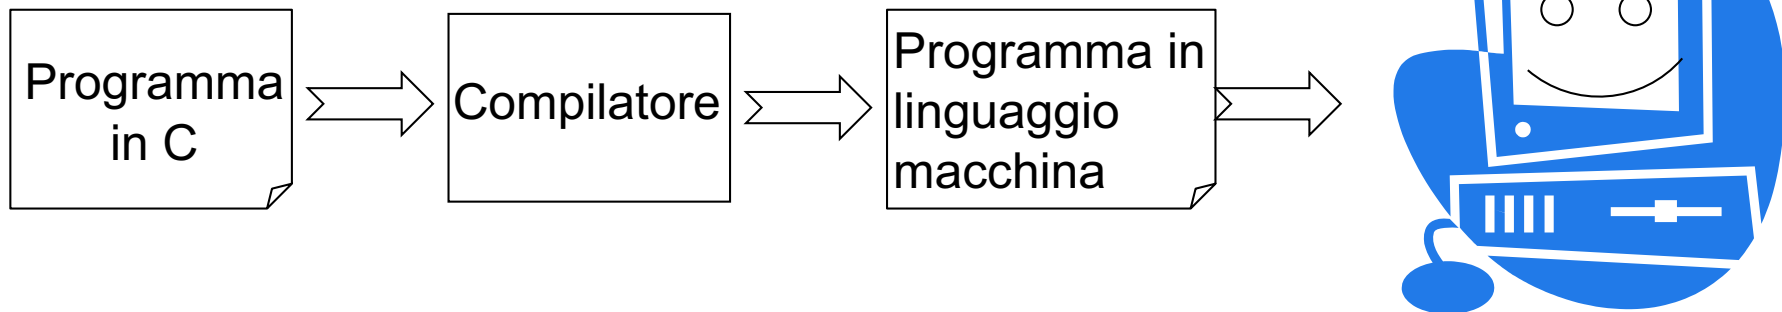 Programma
in C
Compilatore
Programma in
linguaggio
macchina